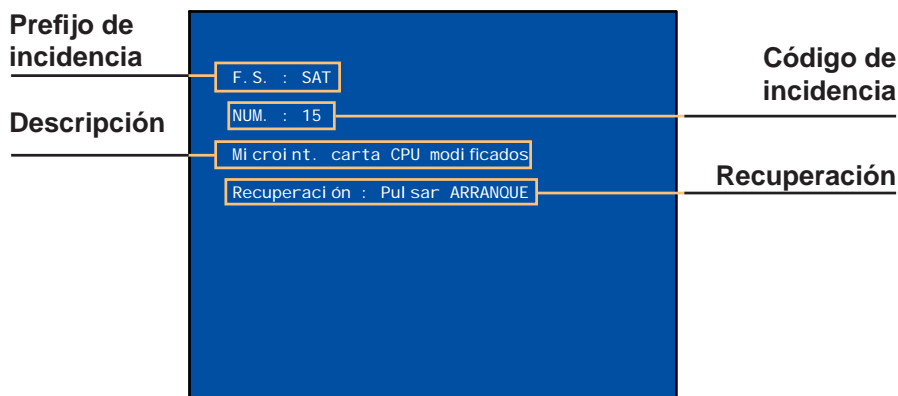 Prefijo de
incidencia
Descripción
F.S. : SAT
NUM. : 15
Microint. carta CPU modificados
Recuperación : Pulsar ARRANQUE
Código de
incidencia
Recuperación